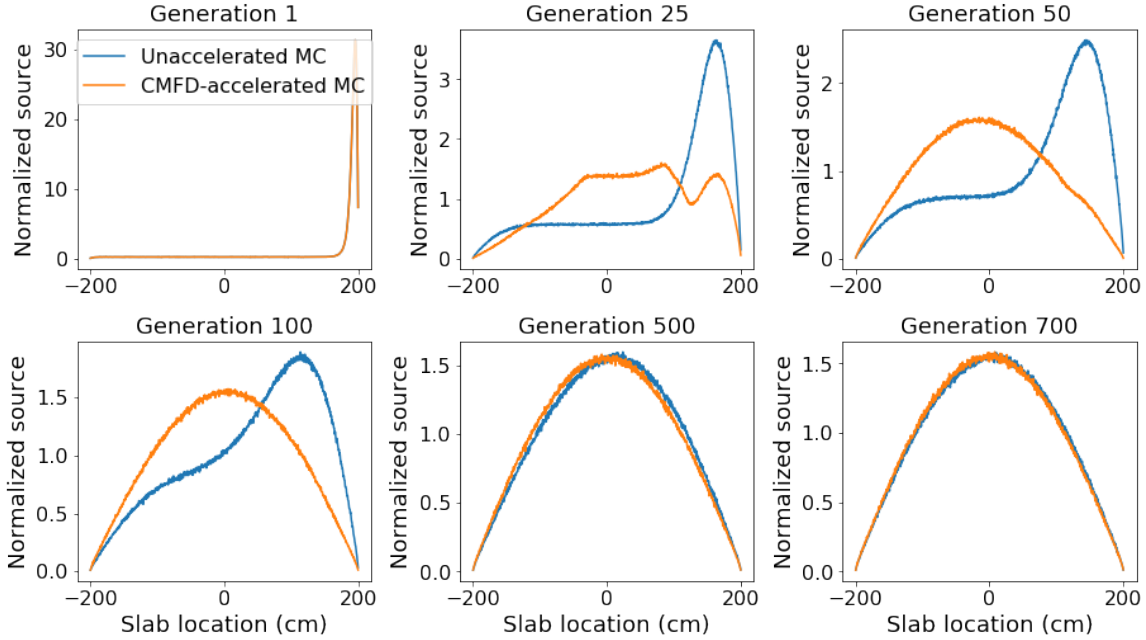 Generation 1
Normalized source
30
20
10
0
−200
0
200
Unaccelerated MC
CMFD-accelerated MC
Generation 25
Normalized source
3
2
1
0
−200
0
200
Generation 50
Normalized source
2
1
0
−200
0
200
Generation 100
Normalized source
1.5
1.0
0.5
0.0
−200
0
200
Slab location (cm)
Generation 500
Normalized source
1.5
1.0
0.5
0.0
−200
0
200
Slab location (cm)
Generation 700
Normalized source
1.5
1.0
0.5
0.0
−200
0
200
Slab location (cm)